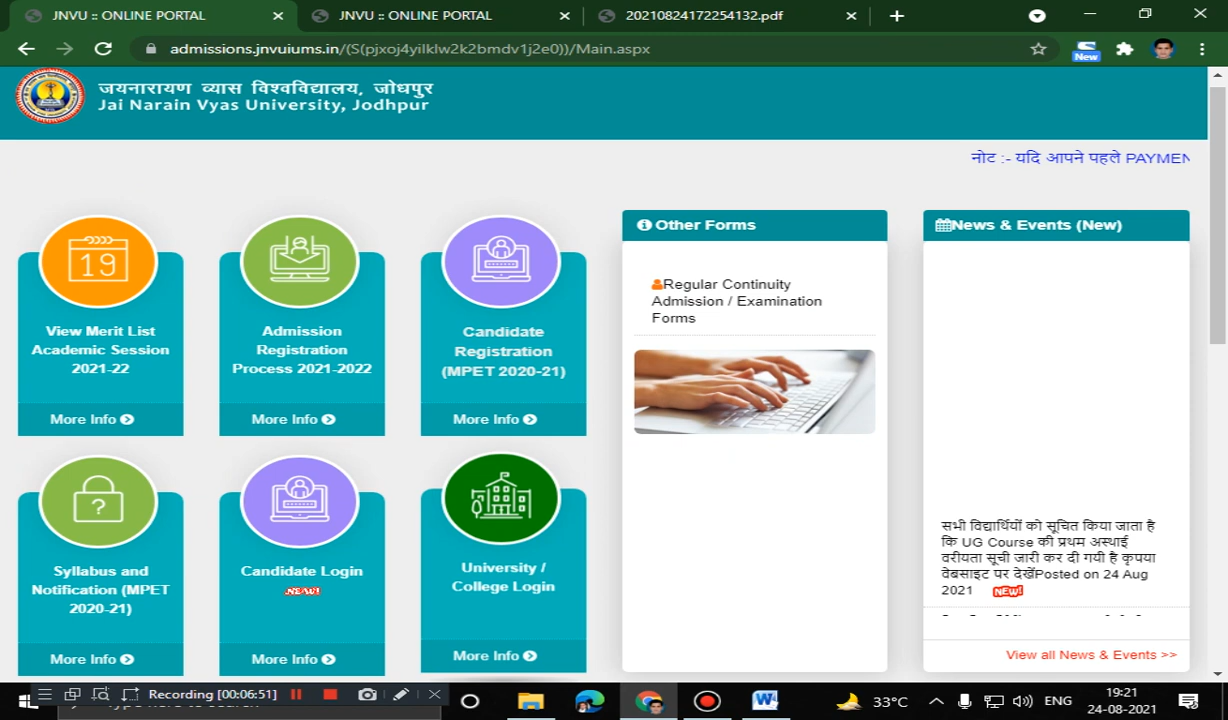 JNVU :: ONLINE PORTAL
JNVU :: ONLINE PORTAL
20210824172254132.pdf
admissions.jnvuiums.in/(S(pjxoj4yilklw2k2bmdv1j2e0))/Main.aspx
New
जयनारायण व्यास विश्वविद्यालय, जोधपुर
Jai Narain Vyas University, Jodhpur
नोट :- यदि आपने पहले PAYMEN
19
View Merit List
Academic Session
2021-22
More Info
Admission
Registration
Process 2021-2022
More Info
Candidate
Registration
(MPET 2020-21)
More Info
?
Syllabus and
Notification (MPET
2020-21)
More Info
Candidate Login
NEW!
More Info
University /
College Login
More Info
Other Forms
Regular Continuity
Admission / Examination
Forms
News & Events (New)
सभी विद्यार्थियों को सूचित किया जाता है
कि UG Course की प्रथम अस्थाई
वरीयता सूची जारी कर दी गयी है कृपया
वेबसाइट पर देखेंPosted on 24 Aug
2021 NEW!
View all News & Events >>
Recording [00:06:51]
Type here to search
33°C
ENG
19:21
24-08-2021